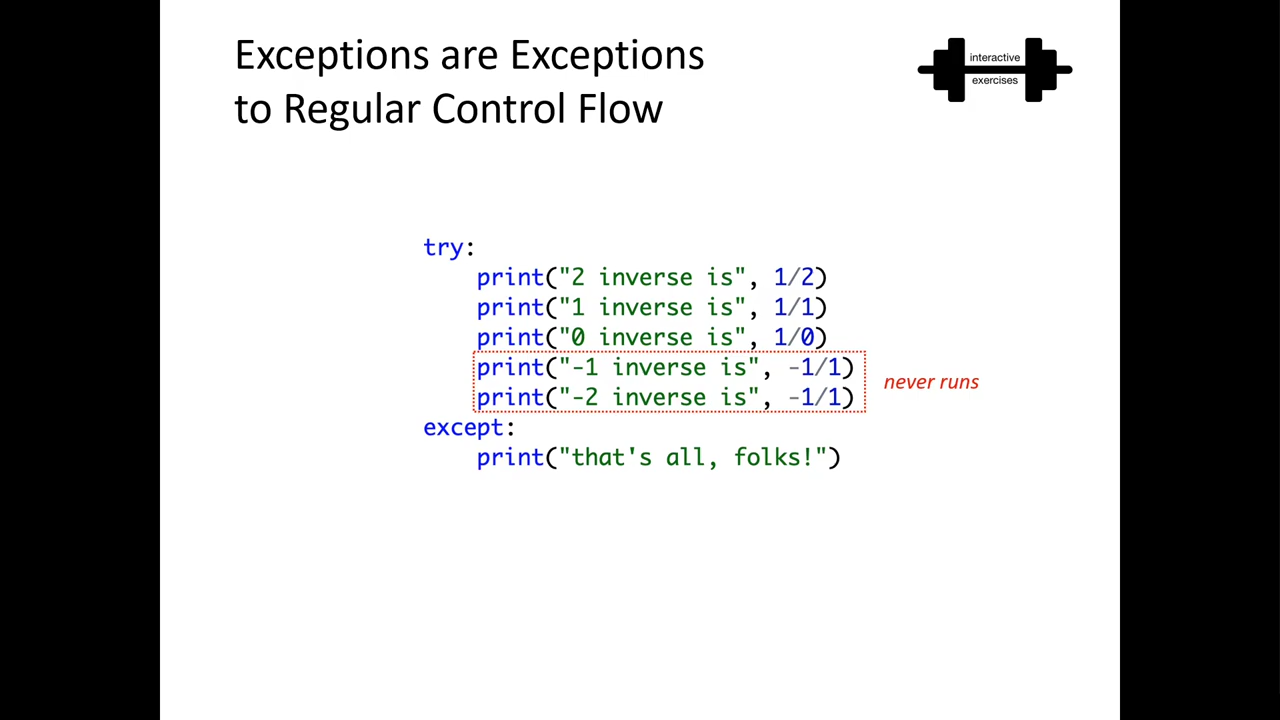 Exceptions are Exceptions
to Regular Control Flow
interactive
exercises
try:
    print("2 inverse is", 1/2)
    print("1 inverse is", 1/1)
    print("0 inverse is", 1/0)
    print("-1 inverse is", -1/1)
    print("-2 inverse is", -1/1)
never runs
except:
    print("that's all, folks!")